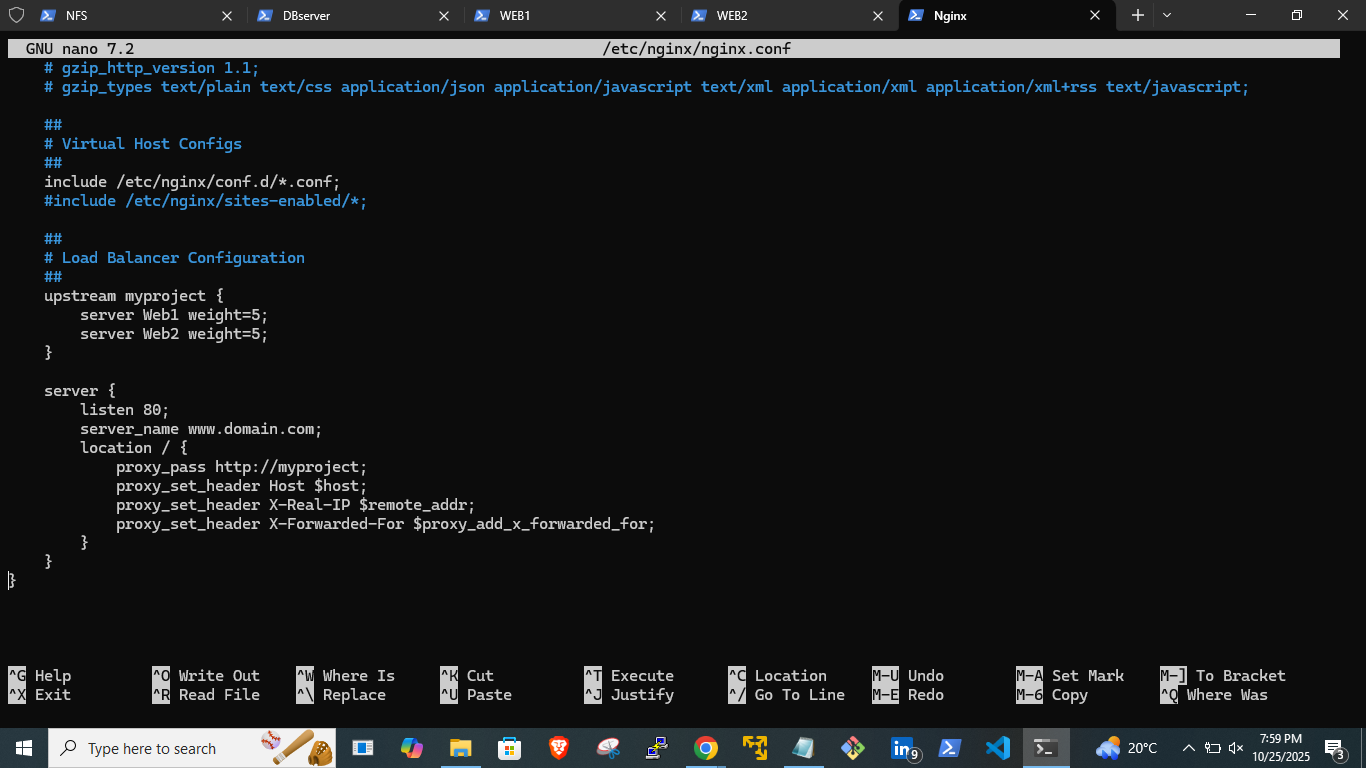 NFS DBserver WEB1 WEB2 Nginx
GNU nano 7.2 /etc/nginx/nginx.conf
# gzip_http_version 1.1;
# gzip_types text/plain text/css application/json application/javascript text/xml application/xml application/xml+rss text/javascript;
##
# Virtual Host Configs
##
include /etc/nginx/conf.d/*.conf;
#include /etc/nginx/sites-enabled/*;
##
# Load Balancer Configuration
##
upstream myproject {
server Web1 weight=5;
server Web2 weight=5;
}
server {
listen 80;
server_name www.domain.com;
location / {
proxy_pass http://myproject;
proxy_set_header Host $host;
proxy_set_header X-Real-IP $remote_addr;
proxy_set_header X-Forwarded-For $proxy_add_x_forwarded_for;
}
}
}
^G Help ^O Write Out ^W Where Is ^K Cut ^T Execute ^C Location M-U Undo M-A Set Mark M-] To Bracket
^X Exit ^R Read File ^\ Replace ^U Paste ^J Justify ^/ Go To Line M-E Redo M-6 Copy ^Q Where Was
Type here to search 9 20°C 7:59 PM 3
10/25/2025